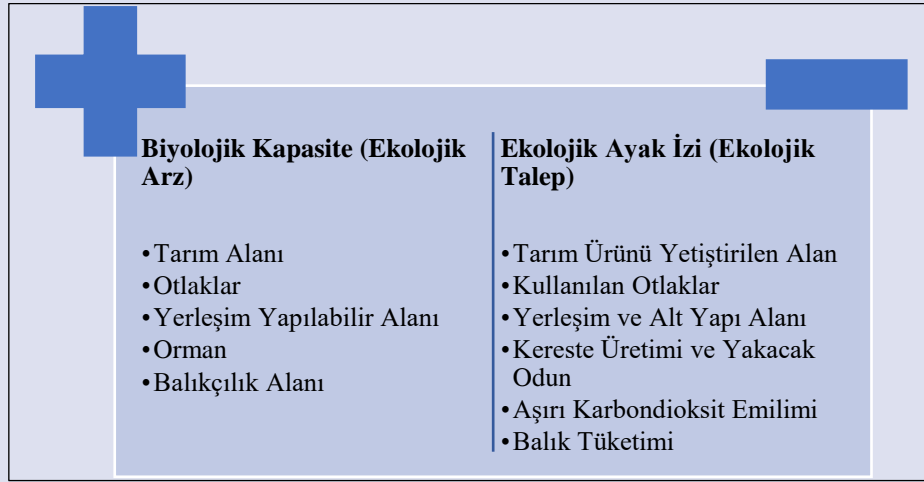 Biyolojik Kapasite (Ekolojik
Arz)
•Tarım Alanı
•Otlaklar
•Yerleşim Yapılabilir Alanı
•Orman
•Balıkçılık Alanı
Ekolojik Ayak İzi (Ekolojik
Talep)
•Tarım Ürünü Yetiştirilen Alan
•Kullanılan Otlaklar
•Yerleşim ve Alt Yapı Alanı
•Kereste Üretimi ve Yakacak
Odun
•Aşırı Karbondioksit Emilimi
•Balık Tüketimi